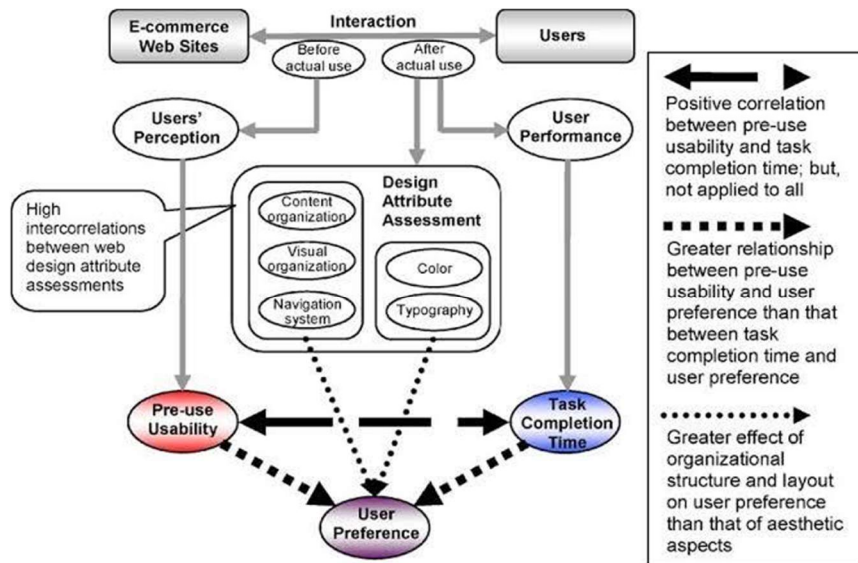 E-commerce
Web Sites
Interaction
Users
Before
actual use
After
actual use
Users'
Perception
User
Performance
High
intercorrelations
between web
design attribute
assessments
Design
Attribute
Assessment
Content
organization
Visual
organization
Navigation
system
Color
Typography
Pre-use
Usability
Task
Completion
Time
User
Preference
Positive correlation
between pre-use
usability and task
completion time; but,
not applied to all
Greater relationship
between pre-use
usability and user
preference than that
between task
completion time and
user preference
Greater effect of
organizational
structure and layout
on user preference
than that of aesthetic
aspects